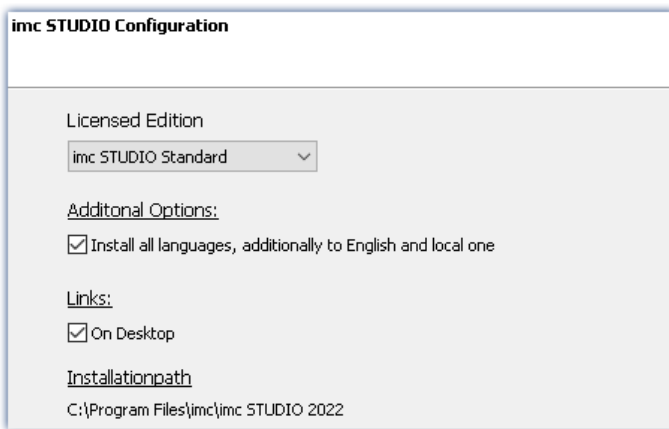 imc STUDIO Configuration
Licensed Edition
imc STUDIO Standard
Additonal Options:
Install all languages, additionally to English and local one
Links:
On Desktop
Installationpath
C:\Program Files\imc\imc STUDIO 2022